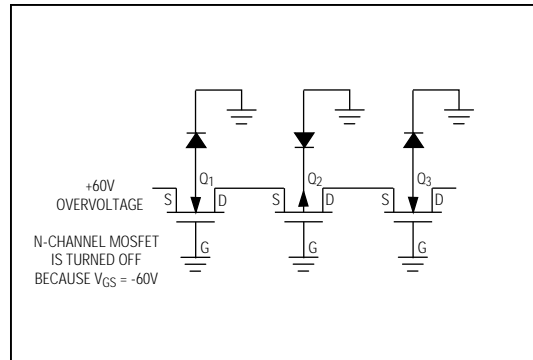 Q1 Q2 Q3
+60V
OVERVOLTAGE
S D S D S D
N-CHANNEL MOSFET
IS TURNED OFF
BECAUSE VGS = -60V
G G G